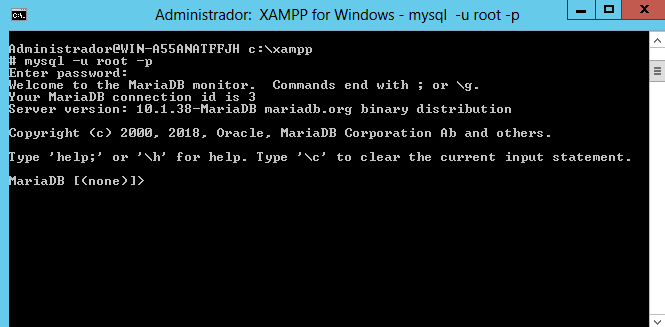 Administrador: XAMPP for Windows - mysql -u root -p
Administrador@WIN-A55ANATFFJH c:\xampp
# mysql -u root -p
Enter password:
Welcome to the MariaDB monitor.  Commands end with ; or \g.
Your MariaDB connection id is 3
Server version: 10.1.38-MariaDB mariadb.org binary distribution
Copyright (c) 2000, 2018, Oracle, MariaDB Corporation Ab and others.
Type 'help;' or '\h' for help. Type '\c' to clear the current input statement.
MariaDB [(none)]>